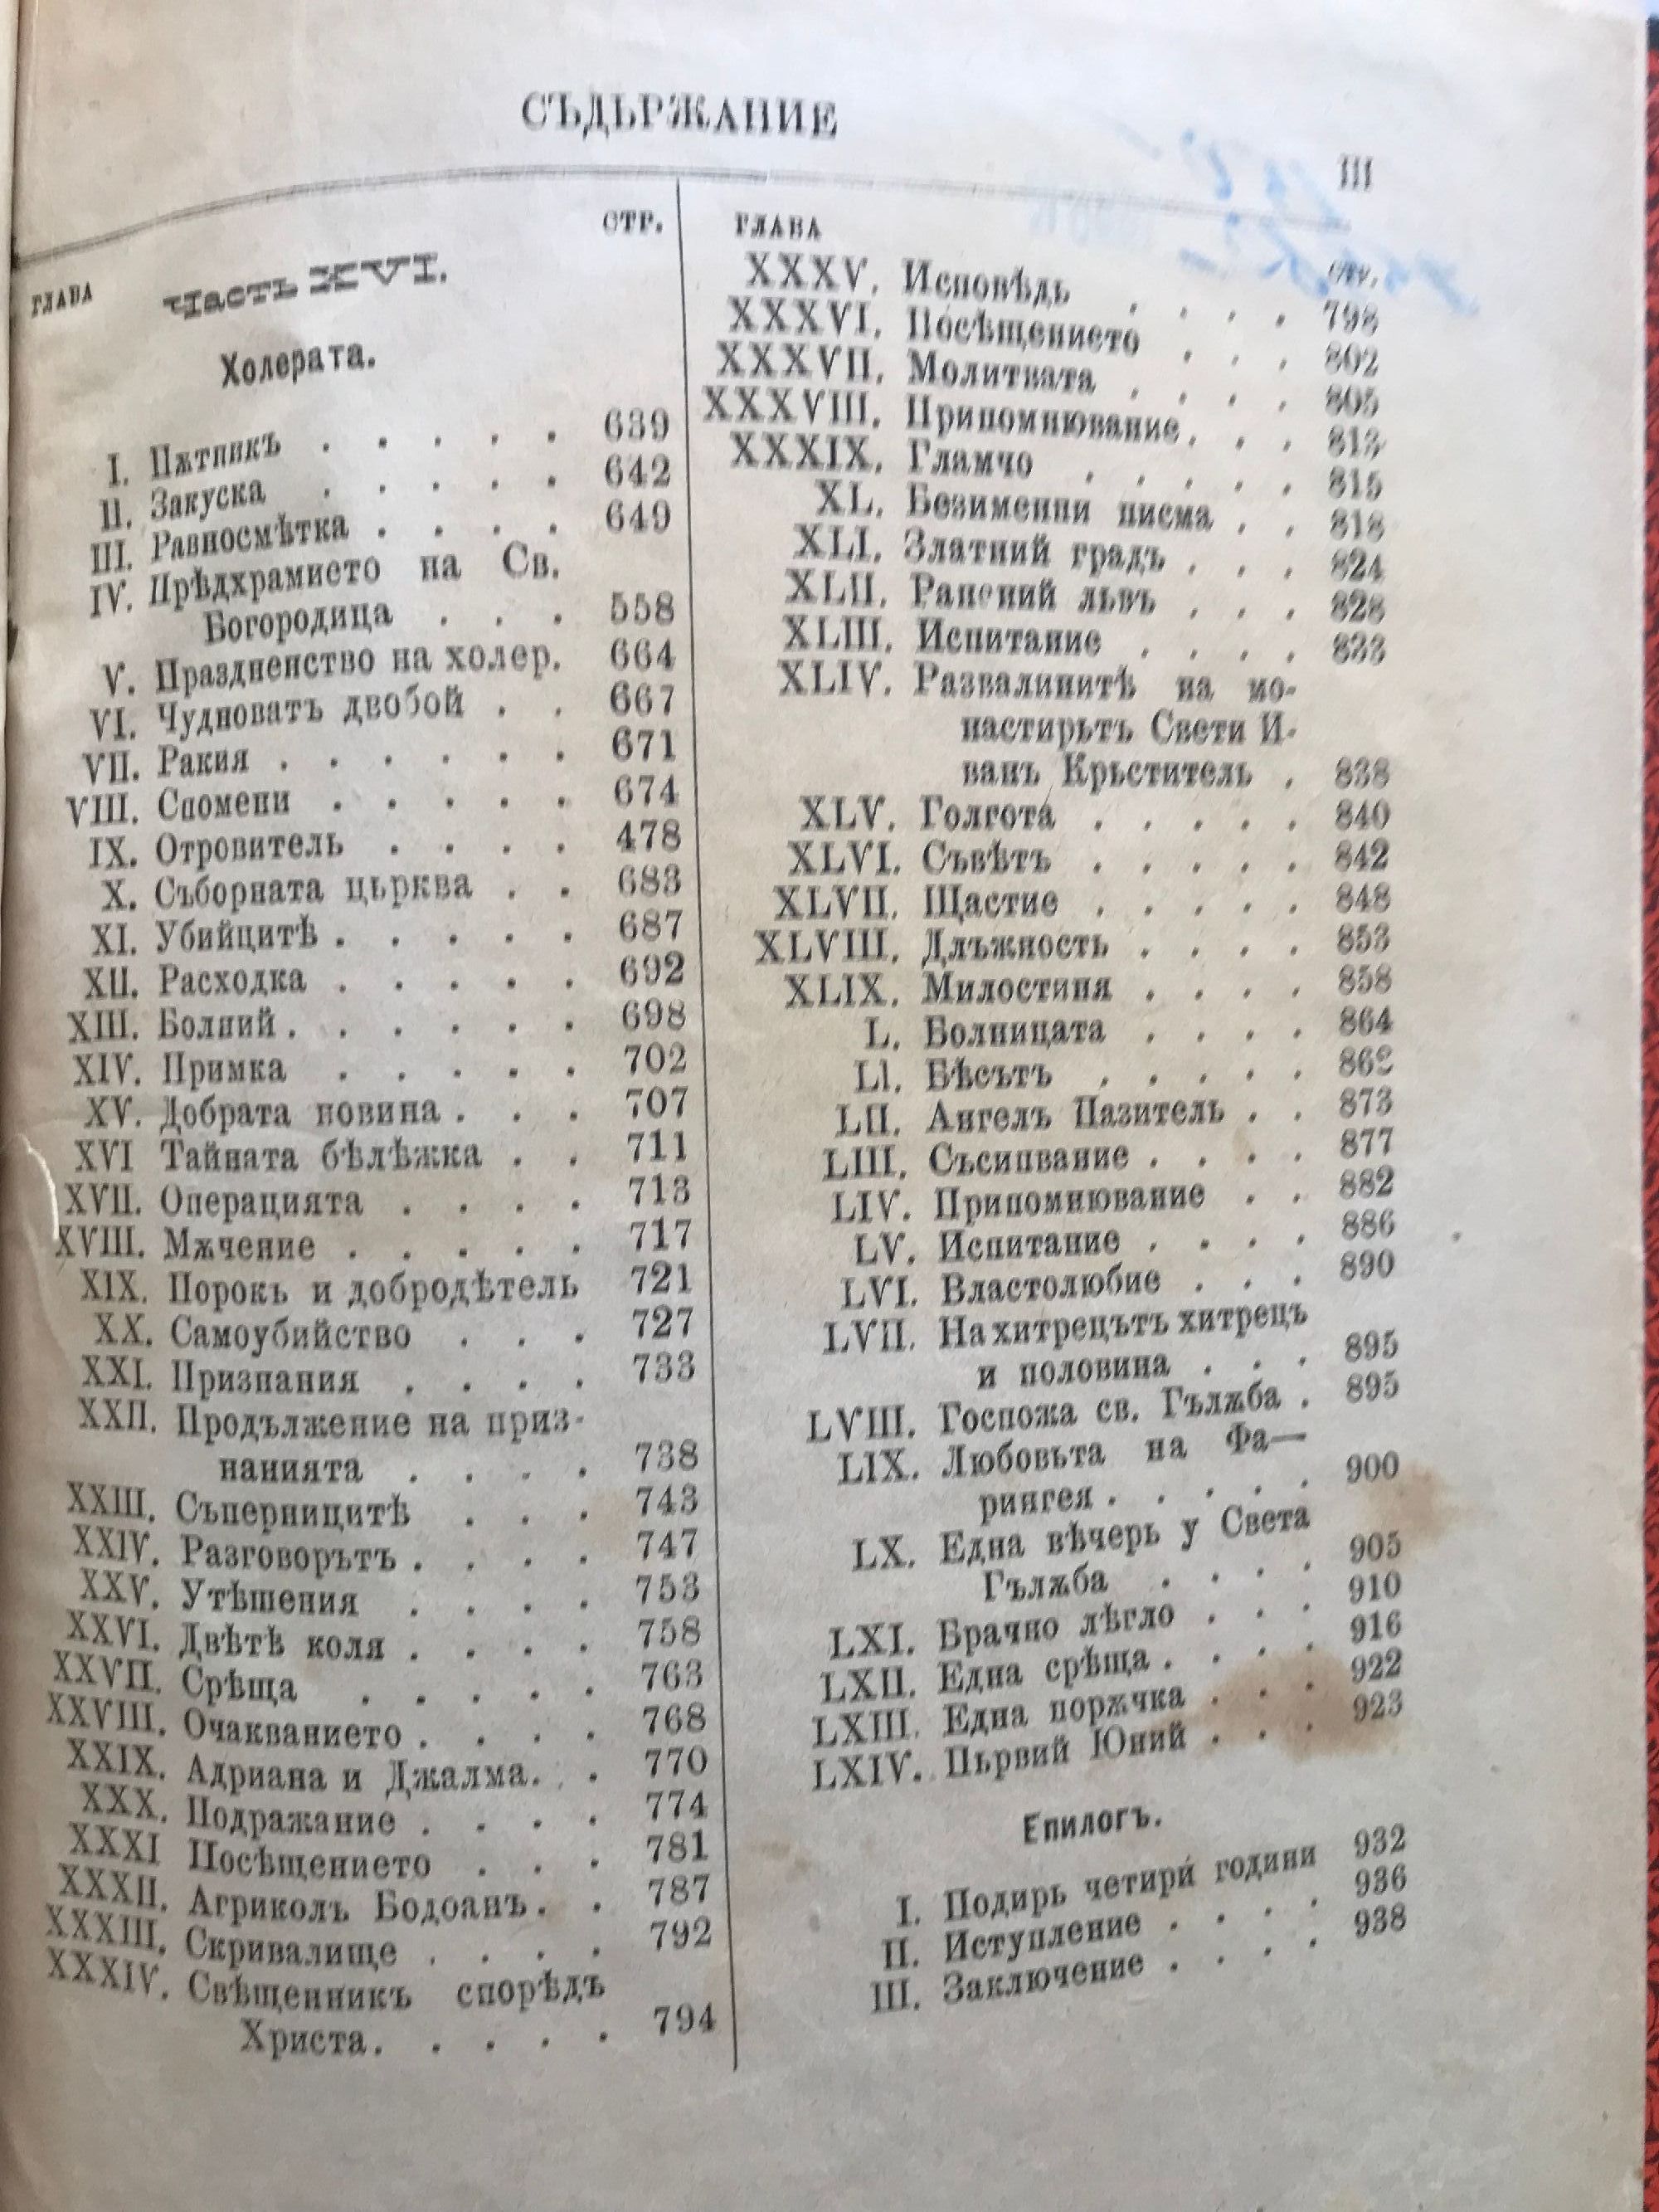 СЪДЪРЖАНИЕ
III
ГЛАВА
СТР.
Часть XVI.
Холерата.
I. Пѫтникъ . . . . . 639
II. Закуска . . . . . 642
III. Равносмѣтка . . . . 649
IV. Прѣдхрамието на Св.
Богородица . . . 558
V. Празненство на холер. 664
VI. Чудноватъ двобой . . 667
VII. Ракия . . . . . . 671
VIII. Спомени . . . . . 674
IX. Отровитель . . . . 478
X. Съборната църква . . 683
XI. Убийцитѣ . . . . . 687
XII. Расходка . . . . . 692
XIII. Болний . . . . . . 698
XIV. Примка . . . . . 702
XV. Добрата новина . . . 707
XVI Тайната бѣлѣжка . . 711
XVII. Операцията . . . . 713
XVIII. Мѫчение . . . . . 717
XIX. Порокъ и добродѣтель 721
XX. Самоубийство . . . 727
XXI. Признания . . . . 733
XXII. Продължение на приз-
нанията . . . . 738
XXIII. Съперницитѣ . . . 743
XXIV. Разговорътъ . . . . 747
XXV. Утѣшения . . . . 753
XXVI. Двѣтѣ коля . . . . 758
XXVII. Срѣща . . . . . 763
XXVIII. Очакванието . . . . 768
XXIX. Адриана и Джалма. . . 770
XXX. Подражание . . . . 774
XXXI Посѣщението . . . 781
XXXII. Агриколъ Бодоанъ . . 787
XXXIII. Скривалище . . . . 792
XXXIV. Свѣщенникъ спорѣдъ
Христа. . . . . 794
ГЛАВА
стр.
XXXV. Исповѣдь . . . . 798
XXXVI. Посѣщението . . . 802
XXXVII. Молитвата . . . . 805
XXXVIII. Припомнювание. . . 813
XXXIX. Гламчо . . . . . 815
XL. Безименни писма . . 818
XLI. Златний градъ . . . 824
XLII. Ранений львъ . . . 828
XLIII. Испитание . . . . 833
XLIV. Развалинитѣ на мо-
настирьтъ Свети И-
ванъ Кръститель . 838
XLV. Голгота . . . . . 840
XLVI. Съвѣтъ . . . . . 842
XLVII. Щастие . . . . . 848
XLVIII. Длъжность . . . . 853
XLIX. Милостиня . . . . 858
L. Болницата . . . . 864
LI. Бѣсътъ . . . . .
LII. Ангелъ Пазитель . . 873
LIII. Съсипвание . . . . 877
LIV. Припомнювание . . 882
LV. Испитание . . . . 886
LVI. Властолюбие . . . 890
LVII. На хитрецътъ хитрецъ
и половина . . . 895
LVIII. Госпожа св. Гълѫба . 895
LIX. Любовьта на Фа—
рингея . . . . . 900
LX. Една вѣчерь у Света
Гълѫба . . . . 905
LXI. Брачно лѣгло . . . 910
LXII. Една срѣща . . . . 916
LXIII. Една порѫчка . . . 922
LXIV. Първий Юний . . . 923
Епилогъ.
I. Подирь четири години 932
II. Иступление . . . . 936
III. Заключение . . . . 938